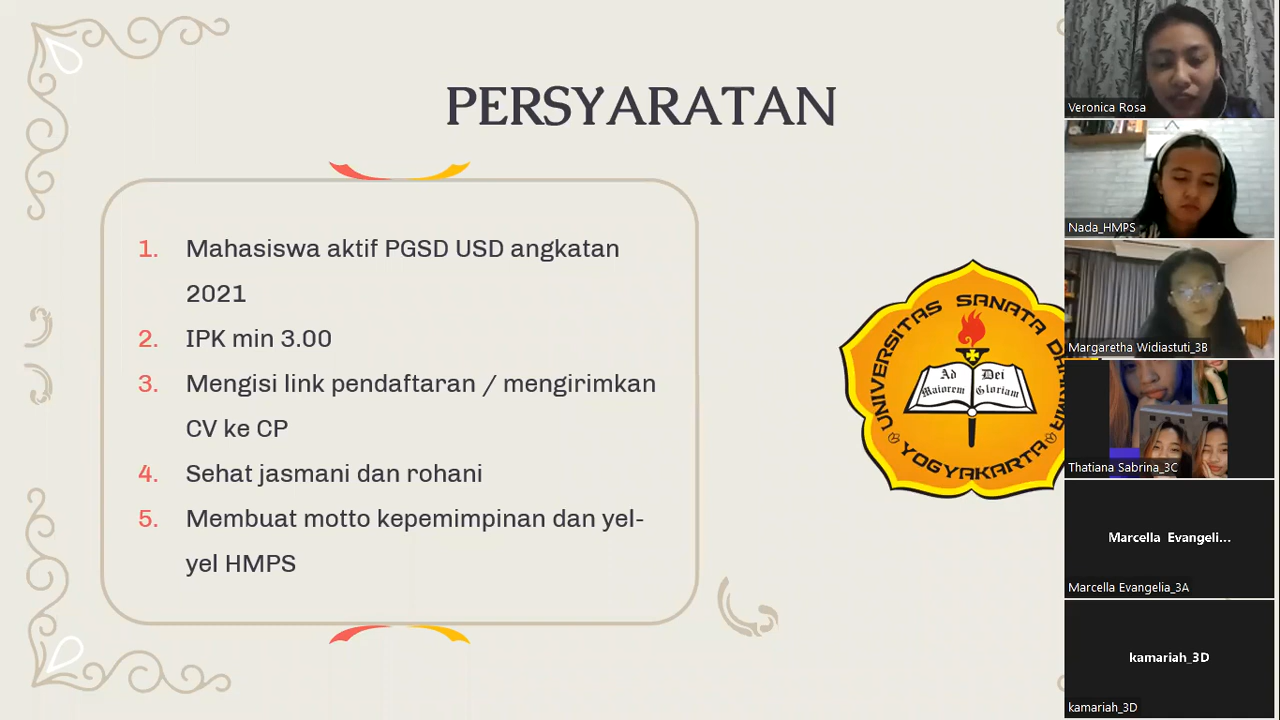 PERSYARATAN
1. Mahasiswa aktif PGSD USD angkatan
2021
2. IPK min 3.00
3. Mengisi link pendaftaran / mengirimkan
CV ke CP
4. Sehat jasmani dan rohani
5. Membuat motto kepemimpinan dan yel-
yel HMPS
UNIVERSITAS SANATA DHARMA
Ad Dei
Maiorem Gloriam
YOGYAKARTA
Veronica Rosa
Nada_HMPS
Margaretha Widiastuti_3B
Thatiana Sabrina_3C
Marcella Evangeli...
Marcella Evangelia_3A
kamariah_3D
kamariah_3D